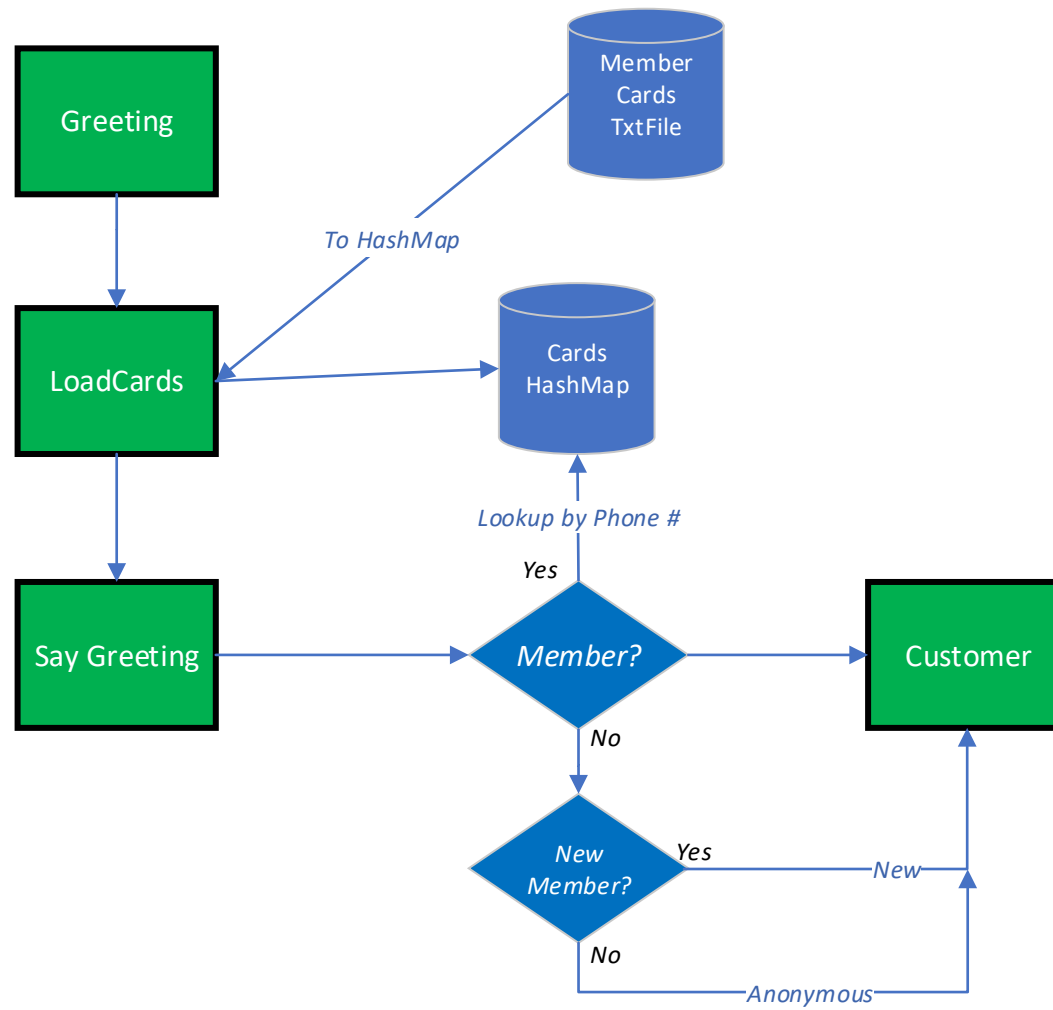 Greeting
Member
Cards
TxtFile
To HashMap
LoadCards
Cards
HashMap
Lookup by Phone #
Yes
Say Greeting
Member?
Customer
No
New
Member?
Yes
New
No
Anonymous